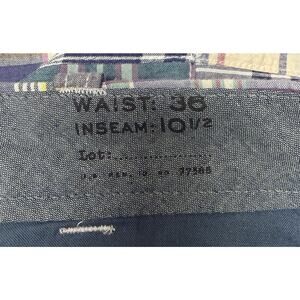 WAIST: 36
INSEAM: 10 1/2
Lot:..................